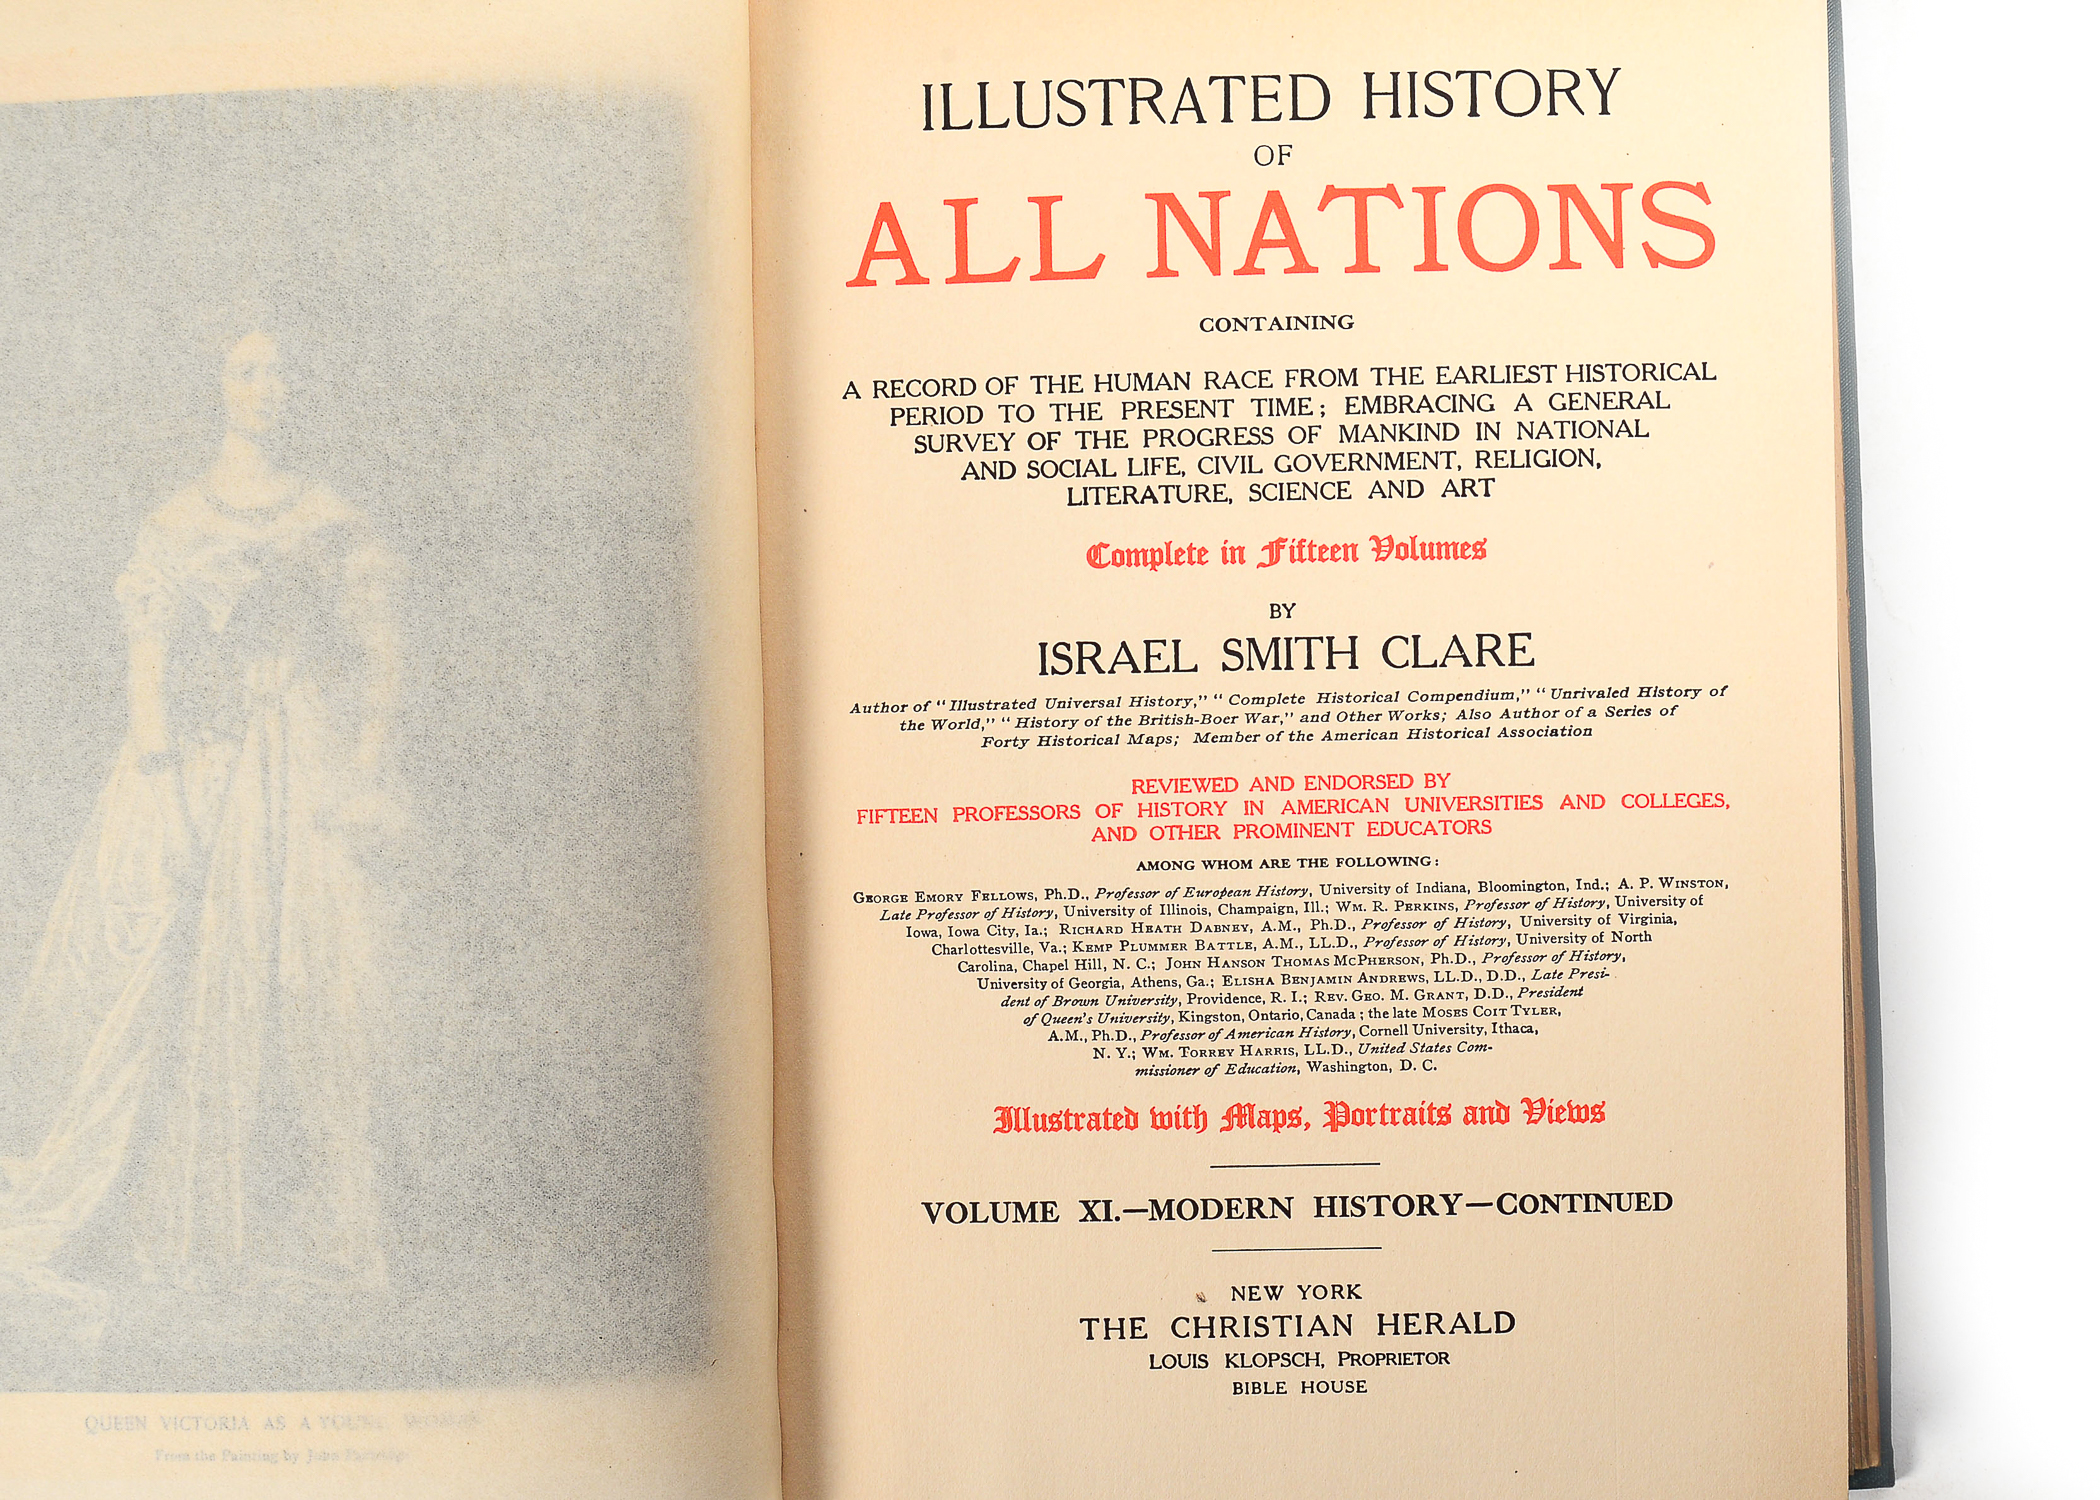 QUEEN VICTORIA AS A YOUNG WOMAN
From the Painting by John Partridge
ILLUSTRATED HISTORY
OF
ALL NATIONS
CONTAINING
A RECORD OF THE HUMAN RACE FROM THE EARLIEST HISTORICAL
PERIOD TO THE PRESENT TIME; EMBRACING A GENERAL
SURVEY OF THE PROGRESS OF MANKIND IN NATIONAL
AND SOCIAL LIFE, CIVIL GOVERNMENT, RELIGION,
LITERATURE, SCIENCE AND ART
Complete in Fifteen Volumes
BY
ISRAEL SMITH CLARE
Author of "Illustrated Universal History," "Complete Historical Compendium," "Unrivaled History of
the World," "History of the British-Boer War," and Other Works; Also Author of a Series of
Forty Historical Maps; Member of the American Historical Association
REVIEWED AND ENDORSED BY
FIFTEEN PROFESSORS OF HISTORY IN AMERICAN UNIVERSITIES AND COLLEGES,
AND OTHER PROMINENT EDUCATORS
AMONG WHOM ARE THE FOLLOWING:
GEORGE EMORY FELLOWS, Ph.D., Professor of European History, University of Indiana, Bloomington, Ind.; A. P. WINSTON,
Late Professor of History, University of Illinois, Champaign, Ill.; WM. R. PERKINS, Professor of History, University of
Iowa, Iowa City, Ia.; RICHARD HEATH DABNEY, A.M., Ph.D., Professor of History, University of Virginia,
Charlottesville, Va.; KEMP PLUMMER BATTLE, A.M., LL.D., Professor of History, University of North
Carolina, Chapel Hill, N. C.; JOHN HANSON THOMAS MCPHERSON, Ph.D., Professor of History,
University of Georgia, Athens, Ga.; ELISHA BENJAMIN ANDREWS, LL.D., D.D., Late Presi-
dent of Brown University, Providence, R. I.; REV. GEO. M. GRANT, D.D., President
of Queen's University, Kingston, Ontario, Canada; the late MOSES COIT TYLER,
A.M., Ph.D., Professor of American History, Cornell University, Ithaca,
N. Y.; WM. TORREY HARRIS, LL.D., United States Com-
missioner of Education, Washington, D. C.
Illustrated with Maps, Portraits and Views
VOLUME XI.—MODERN HISTORY—CONTINUED
NEW YORK
THE CHRISTIAN HERALD
LOUIS KLOPSCH, PROPRIETOR
BIBLE HOUSE